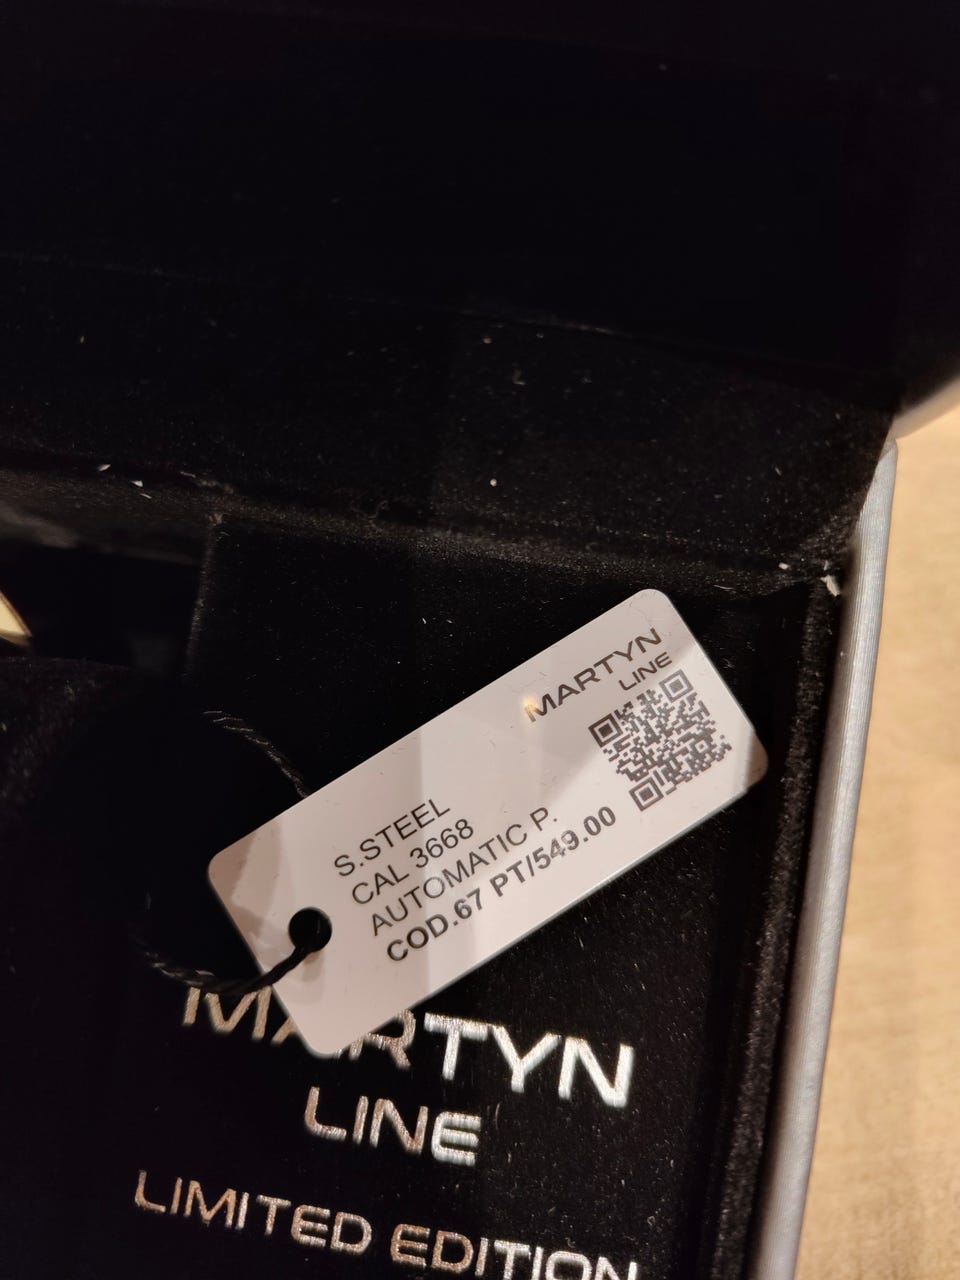 MARTYN
LINE
S.STEEL
CAL 3668
AUTOMATIC P.
COD.67 PT/549.00
MARTYN
LINE
LIMITED EDITION